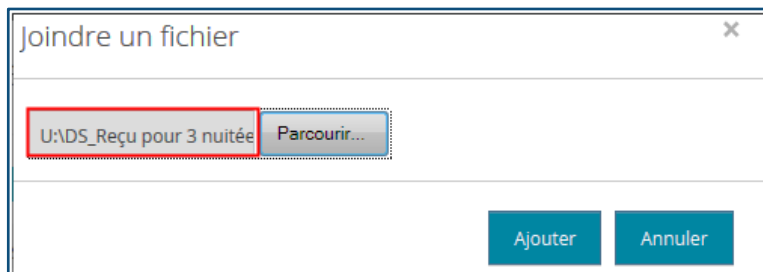 Joindre un fichier ×
U:\DS_Reçu pour 3 nuitée Parcourir...
Ajouter Annuler